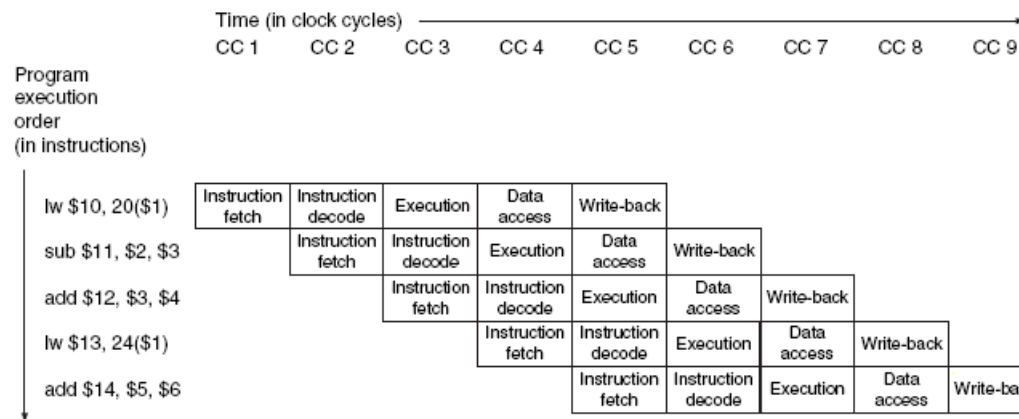 Time (in clock cycles)
CC 1 CC 2 CC 3 CC 4 CC 5 CC 6 CC 7 CC 8 CC 9
Program
execution
order
(in instructions)
lw $10, 20($1)
Instruction fetch Instruction decode Execution Data access Write-back
sub $11, $2, $3
Instruction fetch Instruction decode Execution Data access Write-back
add $12, $3, $4
Instruction fetch Instruction decode Execution Data access Write-back
lw $13, 24($1)
Instruction fetch Instruction decode Execution Data access Write-back
add $14, $5, $6
Instruction fetch Instruction decode Execution Data access Write-ba